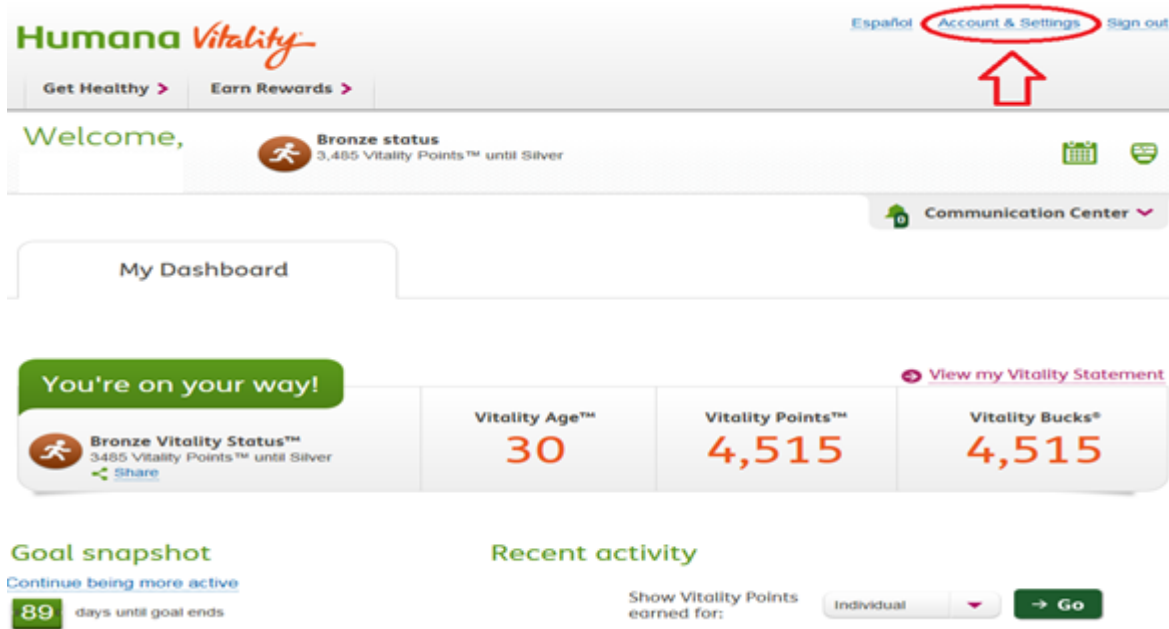 Español Account & Settings Sign out
Humana Vitality
Get Healthy > Earn Rewards >
Welcome,
Bronze status
3,485 Vitality Points™ until Silver
0
Communication Center
My Dashboard
You're on your way!
View my Vitality Statement
Bronze Vitality Status™
3485 Vitality Points™ until Silver
Share
Vitality Age™
30
Vitality Points™
4,515
Vitality Bucks®
4,515
Goal snapshot
Continue being more active
89 days until goal ends
Recent activity
Show Vitality Points
earned for:
Individual
Go